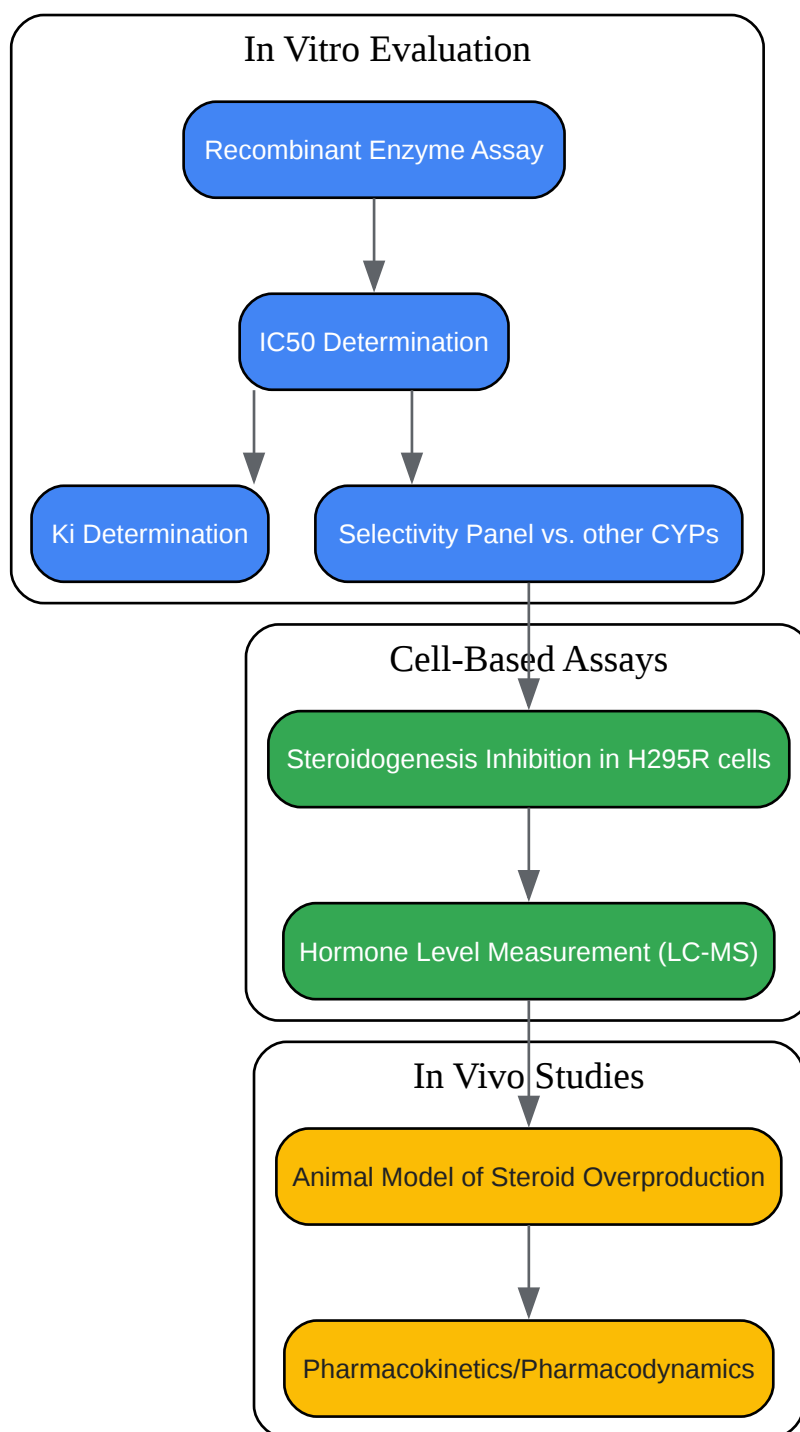 In Vitro Evaluation
Recombinant Enzyme Assay
IC50 Determination
Ki Determination
Selectivity Panel vs. other CYPs
Cell-Based Assays
Steroidogenesis Inhibition in H295R cells
Hormone Level Measurement (LC-MS)
In Vivo Studies
Animal Model of Steroid Overproduction
Pharmacokinetics/Pharmacodynamics